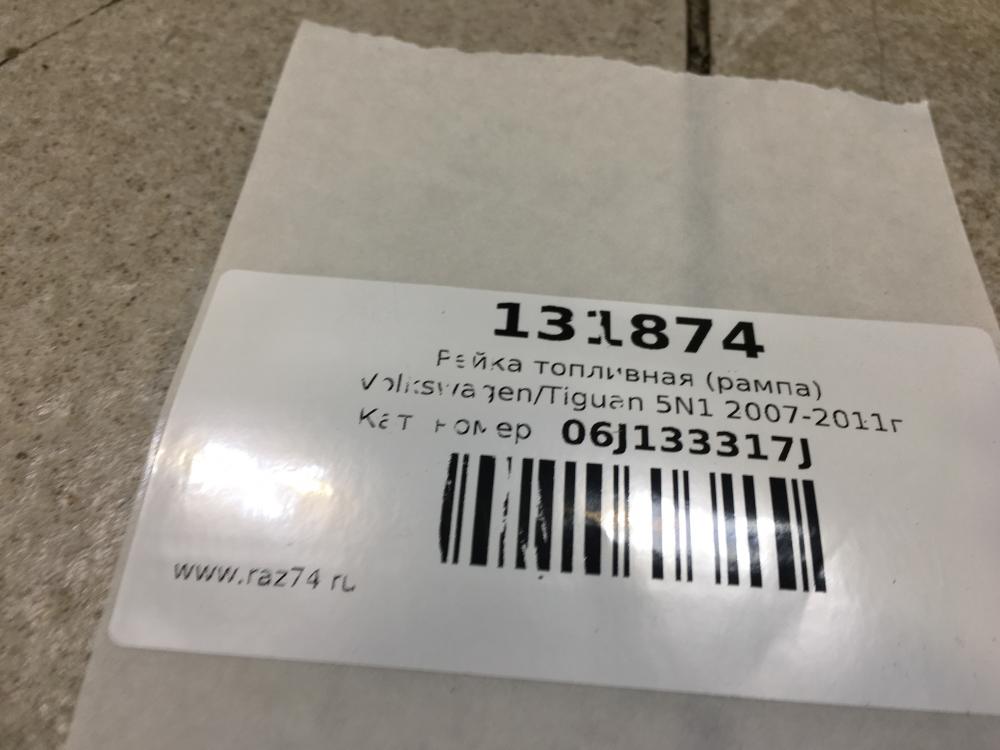 131874
Рейка топливная (рампа)
Volkswagen/Tiguan 5N1 2007-2011г
Кат номер 06J133317J
www.raz74 ru